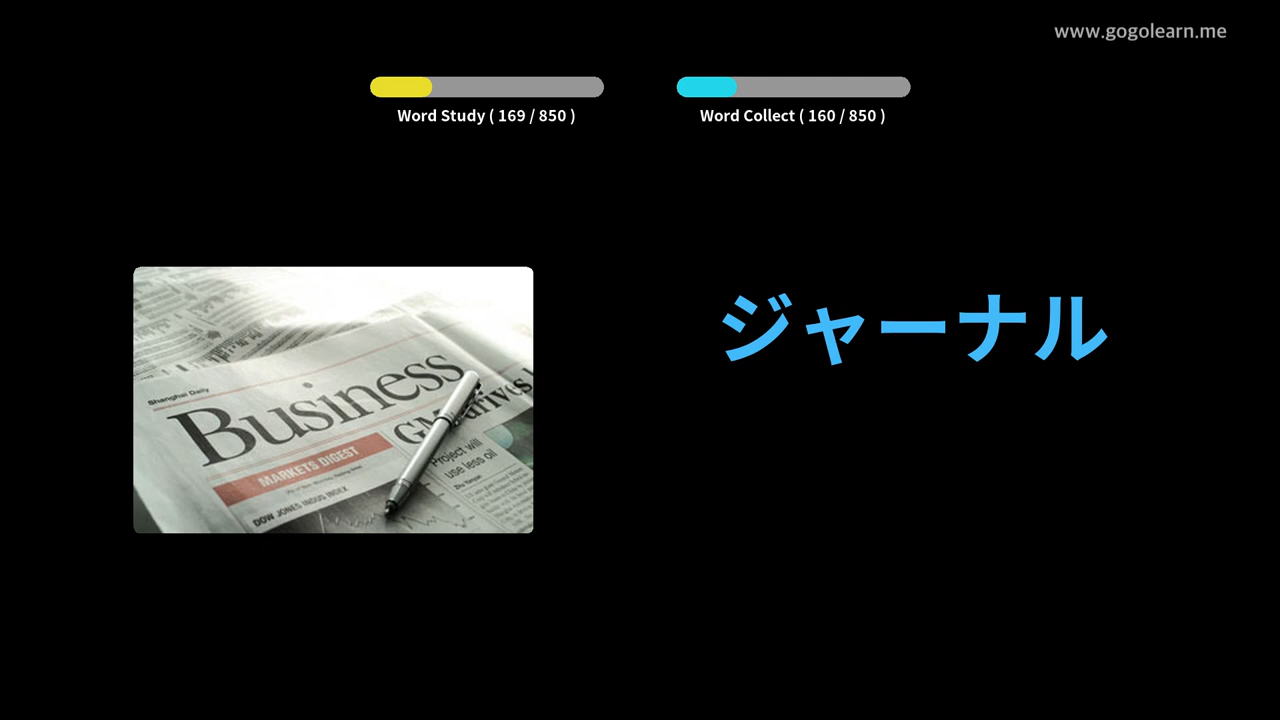 www.gogolearn.me
Word Study ( 169 / 850 )
Word Collect ( 160 / 850 )
ジャーナル
Shanghai Daily
Business
MARKETS DIGEST
DOW JONES INDUS INDEX
GM drives
Project will
use less oil